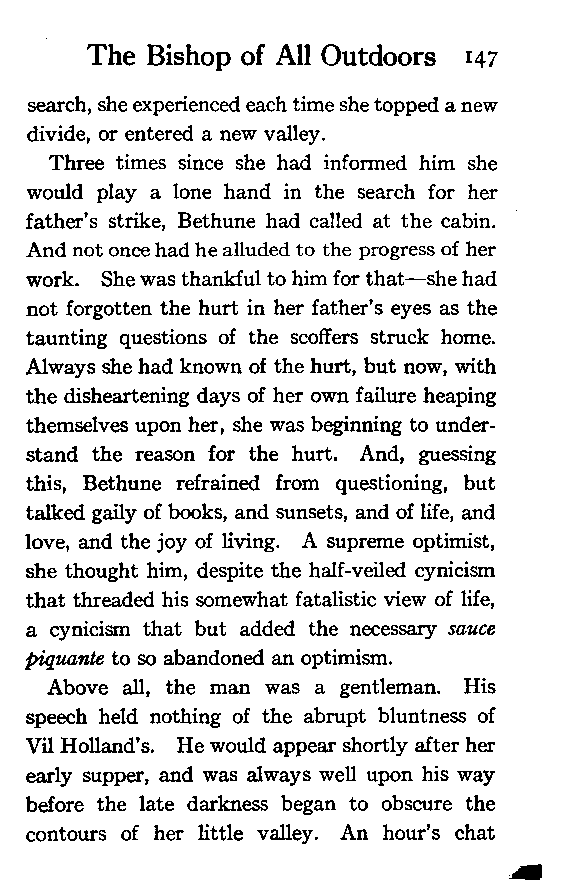 The Bishop of All Outdoors 147
search, she experienced each time she topped a new
divide, or entered a new valley.
Three times since she had informed him she
would play a lone hand in the search for her
father's strike, Bethune had called at the cabin.
And not once had he alluded to the progress of her
work. She was thankful to him for that—she had
not forgotten the hurt in her father's eyes as the
taunting questions of the scoffers struck home.
Always she had known of the hurt, but now, with
the disheartening days of her own failure heaping
themselves upon her, she was beginning to under-
stand the reason for the hurt. And, guessing
this, Bethune refrained from questioning, but
talked gaily of books, and sunsets, and of life, and
love, and the joy of living. A supreme optimist,
she thought him, despite the half-veiled cynicism
that threaded his somewhat fatalistic view of life,
a cynicism that but added the necessary sauce
piquante to so abandoned an optimism.
Above all, the man was a gentleman. His
speech held nothing of the abrupt bluntness of
Vil Holland's. He would appear shortly after her
early supper, and was always well upon his way
before the late darkness began to obscure the
contours of her little valley. An hour's chat